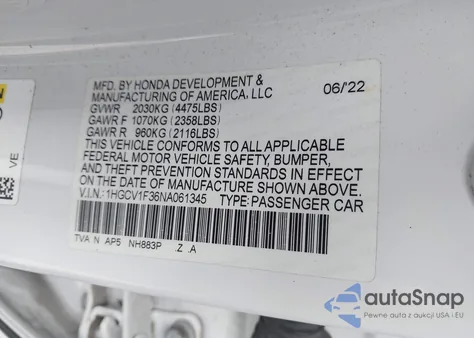 MFD. BY HONDA DEVELOPMENT &
MANUFACTURING OF AMERICA, LLC 06/'22
GVWR 2030KG (4475LBS)
GAWR F 1070KG (2358LBS)
GAWR R 960KG (2116LBS)
THIS VEHICLE CONFORMS TO ALL APPLICABLE
FEDERAL MOTOR VEHICLE SAFETY, BUMPER,
AND THEFT PREVENTION STANDARDS IN EFFECT
ON THE DATE OF MANUFACTURE SHOWN ABOVE.
V.I.N.: 1HGCV1F36NA061345 TYPE: PASSENGER CAR
TVA N AP5 NH883P .Z .A
VE
autoSnap
Pewne auta z aukcji USA i EU